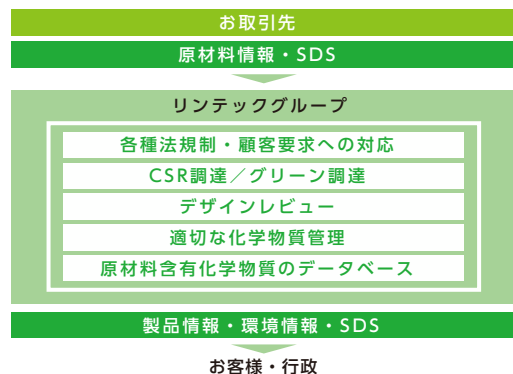 お取引先
原材料情報・SDS
リンテックグループ
各種法規制・顧客要求への対応
CSR調達／グリーン調達
デザインレビュー
適切な化学物質管理
原材料含有化学物質のデータベース
製品情報・環境情報・SDS
お客様・行政